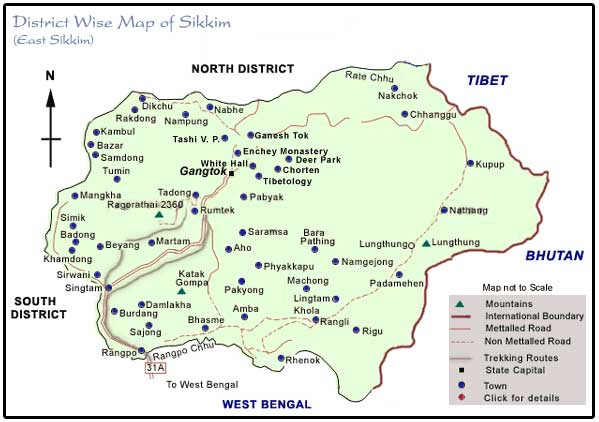 District Wise Map of Sikkim
(East Sikkim)
N
NORTH DISTRICT
TIBET
Rate Chhu
Nakchok
Dikchu
Nabhe
Rakdong
Nampung
Chhanggu
Kambul
Tashi V. P.
Ganesh Tok
Bazar
Enchey Monastery
Samdong
White Hall
Deer Park
Kupup
Tumin
Gangtok
Chorten
Tibetology
Mangkha
Tadong
Pabyak
Ragprathai 2360
Rumtek
Nathang
Simik
Badong
Saramsa
Bara
Pathing
Beyang
Martam
Aho
Lungthung
Lungthung
BHUTAN
Khamdong
Namgejong
Phyakkapu
Sirwani
Katak
Gompa
Padamehen
Singtam
Pakyong
Machong
Map not to Scale
SOUTH
DISTRICT
Lingtam
Mountains
Damlakha
Khola
International Boundary
Burdang
Amba
Rangli
Mettalled Road
Sajong
Bhasme
Rigu
Non Mettalled Road
Rangpo
Rangpo Chhu
Rhenok
Trekking Routes
31A
State Capital
To West Bengal
Town
WEST BENGAL
Click for details